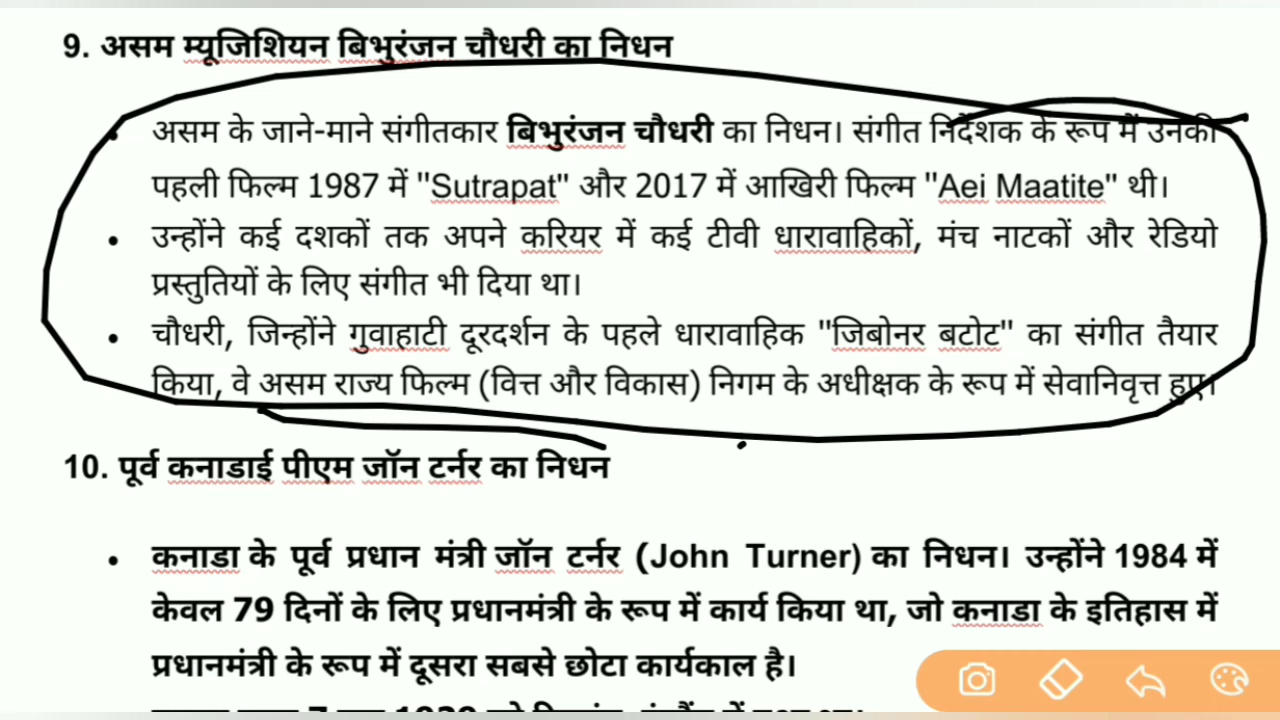 9. असम म्यूजिशियन बिभुरंजन चौधरी का निधन
असम के जाने-माने संगीतकार बिभुरंजन चौधरी का निधन। संगीत निर्देशक के रूप में उनकी
पहली फिल्म 1987 में "Sutrapat" और 2017 में आखिरी फिल्म "Aei Maatite" थी।
• उन्होंने कई दशकों तक अपने करियर में कई टीवी धारावाहिकों, मंच नाटकों और रेडियो
प्रस्तुतियों के लिए संगीत भी दिया था।
• चौधरी, जिन्होंने गुवाहाटी दूरदर्शन के पहले धारावाहिक "जिबोनर बटोट" का संगीत तैयार
किया, वे असम राज्य फिल्म (वित्त और विकास) निगम के अधीक्षक के रूप में सेवानिवृत्त हुए।
10. पूर्व कनाडाई पीएम जॉन टर्नर का निधन
• कनाडा के पूर्व प्रधान मंत्री जॉन टर्नर (John Turner) का निधन। उन्होंने 1984 में
केवल 79 दिनों के लिए प्रधानमंत्री के रूप में कार्य किया था, जो कनाडा के इतिहास में
प्रधानमंत्री के रूप में दूसरा सबसे छोटा कार्यकाल है।